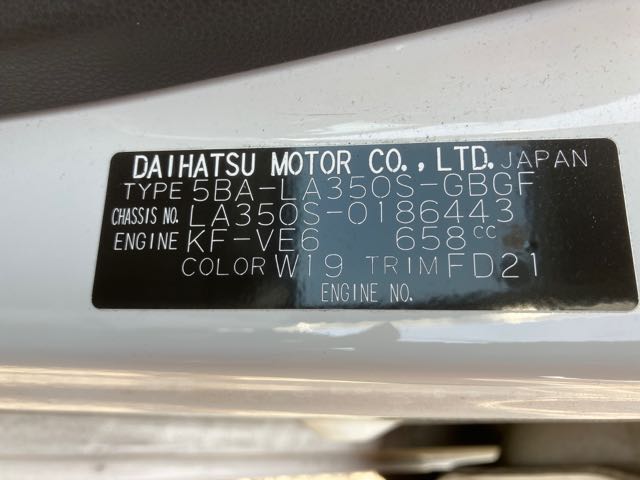 DAIHATSU MOTOR CO., LTD. JAPAN
TYPE 5BA-LA350S-GBGF
CHASSIS NO. LA350S-0186443
ENGINE KF-VE6 658cc
COLOR W19 TRIM FD21
ENGINE NO.